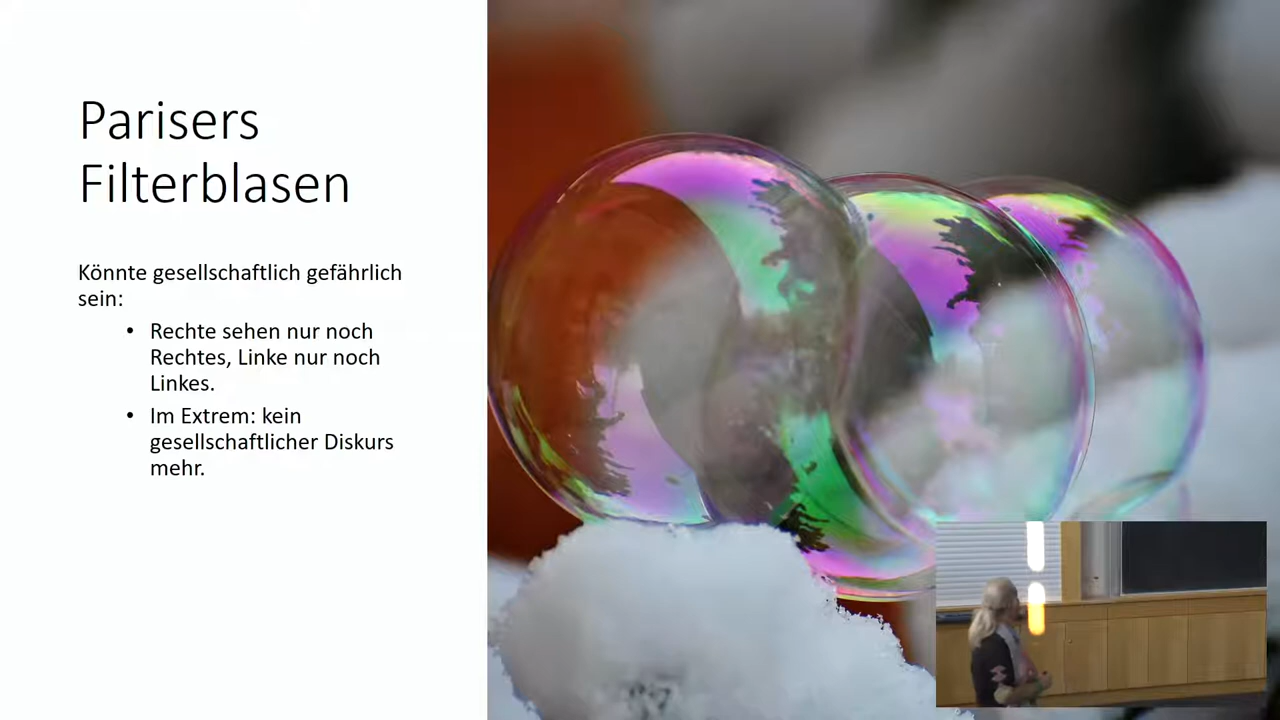 Parisers
Filterblasen
Könnte gesellschaftlich gefährlich
sein:
• Rechte sehen nur noch
Rechtes, Linke nur noch
Linkes.
• Im Extrem: kein
gesellschaftlicher Diskurs
mehr.